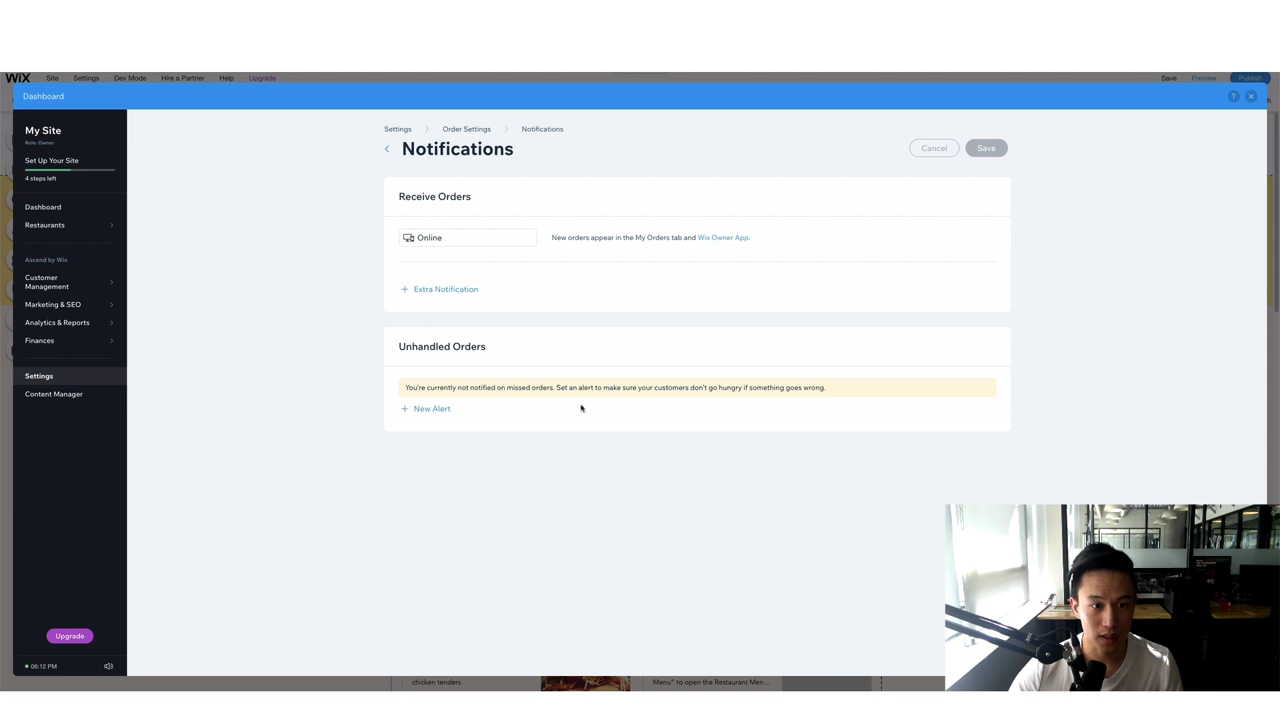 WIX Site Settings Dev Mode Hire a Partner Help Upgrade Save Preview Publish
Dashboard ? ×
My Site
Role: Owner
Set Up Your Site
4 steps left
Dashboard
Restaurants
Ascend by Wix
Customer
Management
Marketing & SEO
Analytics & Reports
Finances
Settings
Content Manager
Upgrade
06:12 PM
Settings Order Settings Notifications
Notifications
Cancel Save
Receive Orders
Online New orders appear in the My Orders tab and Wix Owner App.
+ Extra Notification
Unhandled Orders
You're currently not notified on missed orders. Set an alert to make sure your customers don't go hungry if something goes wrong.
+ New Alert
chicken tenders Menu" to open the Restaurant Men...